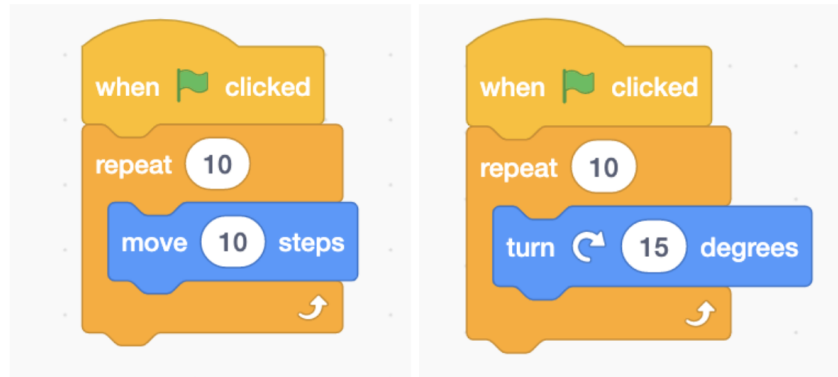 when clicked
repeat 10
move 10 steps
when clicked
repeat 10
turn 15 degrees